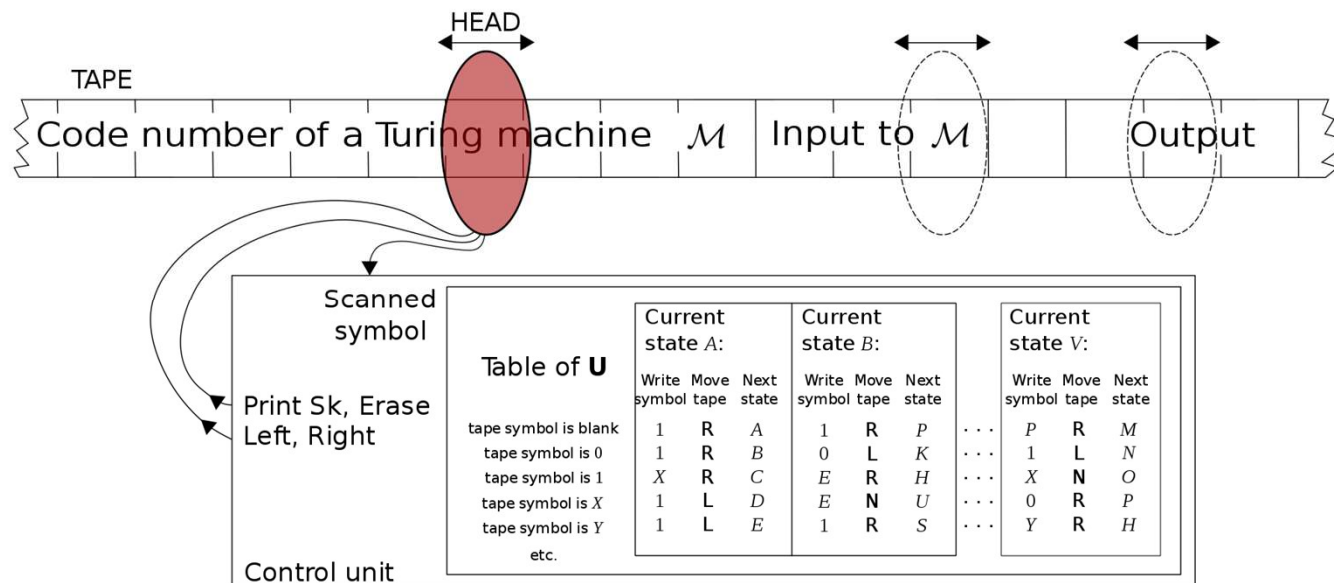 HEAD
TAPE
Code number of a Turing machine ℳ Input to ℳ Output
Scanned
symbol
Print Sk, Erase
Left, Right
Control unit
Table of U
Current Current Current
state A: state B: state V:
Write Move Next Write Move Next Write Move Next
symbol tape state symbol tape state symbol tape state
tape symbol is blank 1 R A 1 R P · · · P R M
tape symbol is 0 1 R B 0 L K · · · 1 L N
tape symbol is 1 X R C E R H · · · X N O
tape symbol is X 1 L D E N U · · · 0 R P
tape symbol is Y 1 L E 1 R S · · · Y R H
etc.